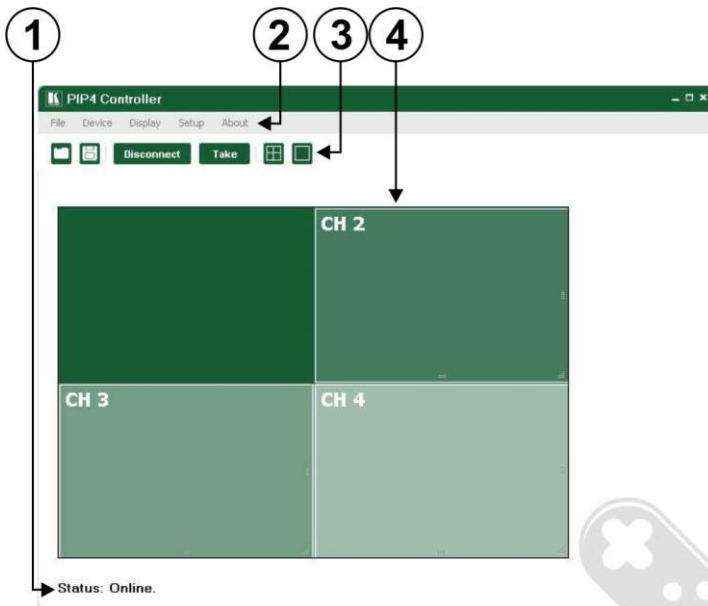 1 2 3 4
K PIP4 Controller
File Device Display Setup About
Disconnect Take
CH 2
CH 3 CH 4
Status: Online.